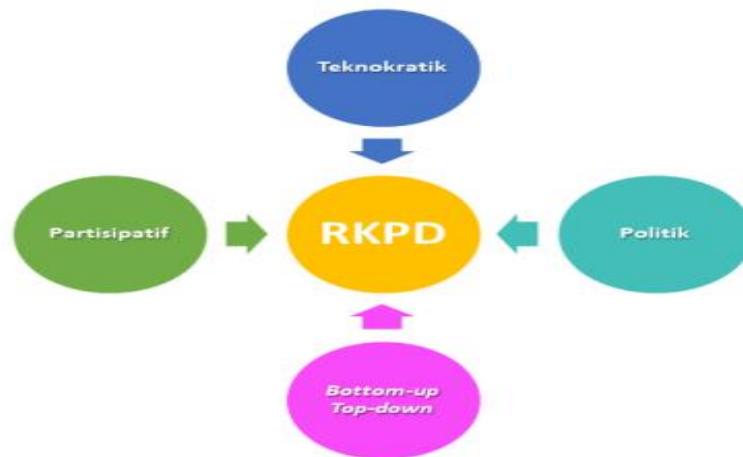 Teknokratik
Partisipatif
RKPD
Politik
Bottom-up
Top-down